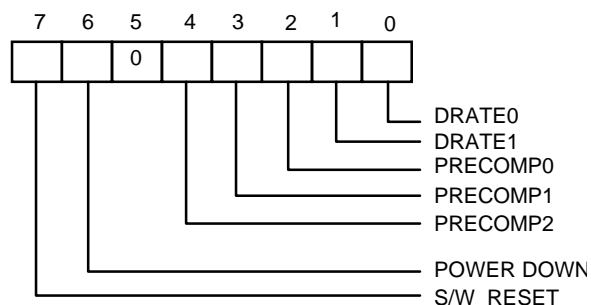 7 6 5 4 3 2 1 0
0
DRATE0
DRATE1
PRECOMP0
PRECOMP1
PRECOMP2
POWER DOWN
S/W RESET